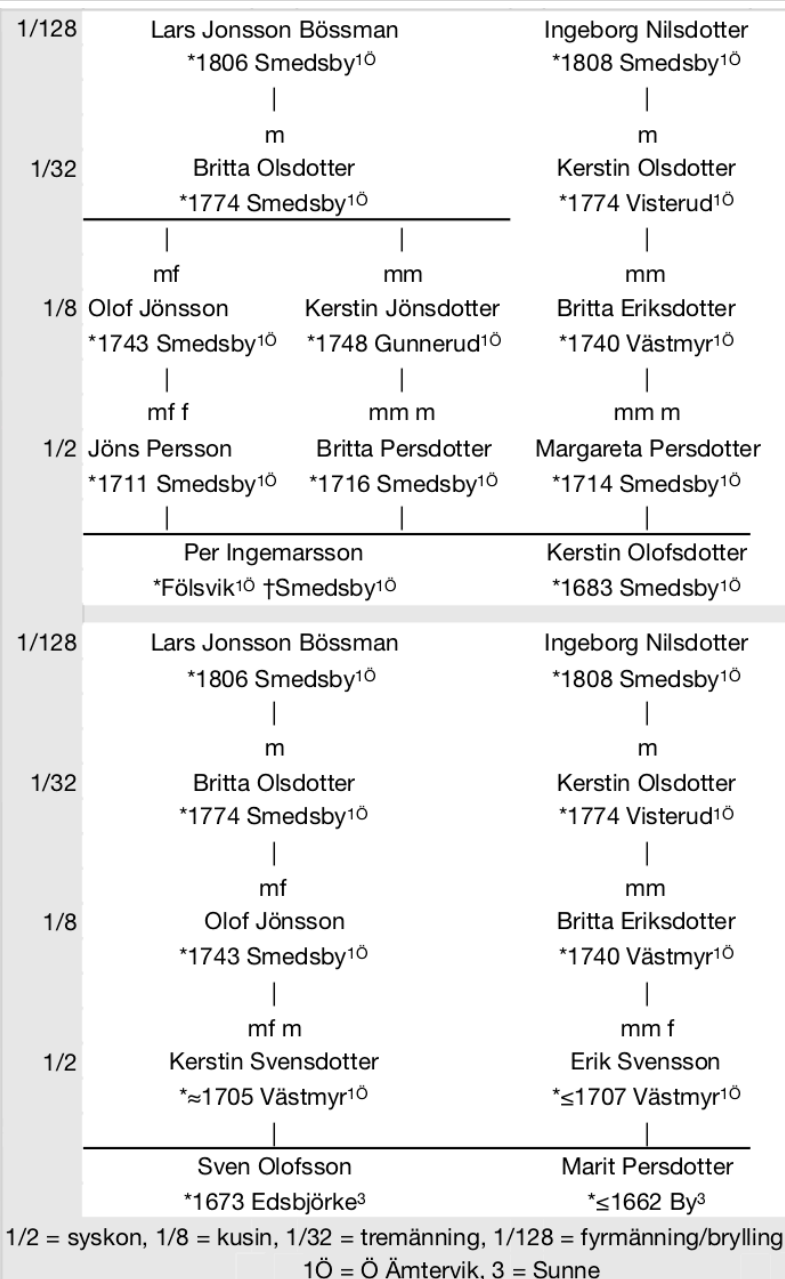 1/128 Lars Jonsson Bössman Ingeborg Nilsdotter
*1806 Smedsby¹Ö *1808 Smedsby¹Ö
| |
m m
1/32 Britta Olsdotter Kerstin Olsdotter
*1774 Smedsby¹Ö *1774 Visterud¹Ö
| | |
mf mm mm
1/8 Olof Jönsson Kerstin Jönsdotter Britta Eriksdotter
*1743 Smedsby¹Ö *1748 Gunnerud¹Ö *1740 Västmyr¹Ö
| | |
mf f mm m mm m
1/2 Jöns Persson Britta Persdotter Margareta Persdotter
*1711 Smedsby¹Ö *1716 Smedsby¹Ö *1714 Smedsby¹Ö
| | |
Per Ingemarsson Kerstin Olofsdotter
*Fölsvik¹Ö †Smedsby¹Ö *1683 Smedsby¹Ö
1/128 Lars Jonsson Bössman Ingeborg Nilsdotter
*1806 Smedsby¹Ö *1808 Smedsby¹Ö
| |
m m
1/32 Britta Olsdotter Kerstin Olsdotter
*1774 Smedsby¹Ö *1774 Visterud¹Ö
| |
mf mm
1/8 Olof Jönsson Britta Eriksdotter
*1743 Smedsby¹Ö *1740 Västmyr¹Ö
| |
mf m mm f
1/2 Kerstin Svensdotter Erik Svensson
*≈1705 Västmyr¹Ö *≤1707 Västmyr¹Ö
| |
Sven Olofsson Marit Persdotter
*1673 Edsbjörke³ *≤1662 By³
1/2 = syskon, 1/8 = kusin, 1/32 = tremänning, 1/128 = fyrmänning/brylling
1Ö = Ö Ämtervik, 3 = Sunne